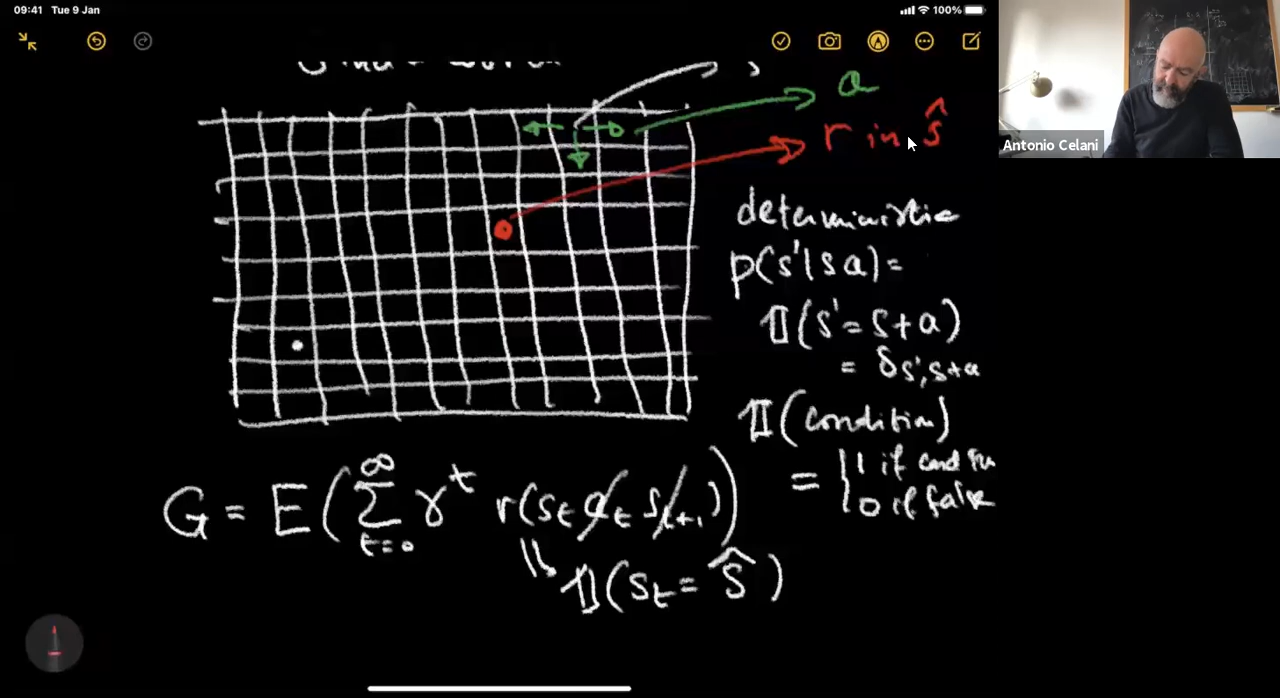 09:41 Tue 9 Jan
100%
Antonio Celani
s
a
r in ŝ
deterministic
p(s'|s a) =
𝟙(s' = s+a)
= δs', s+a
𝟙(condition)
= { 1 if cond
0 if false
G = E( ∑ t=0 ∞ γ^t r(s_t a_t s_t+1) )
𝟙(s_t = ŝ)